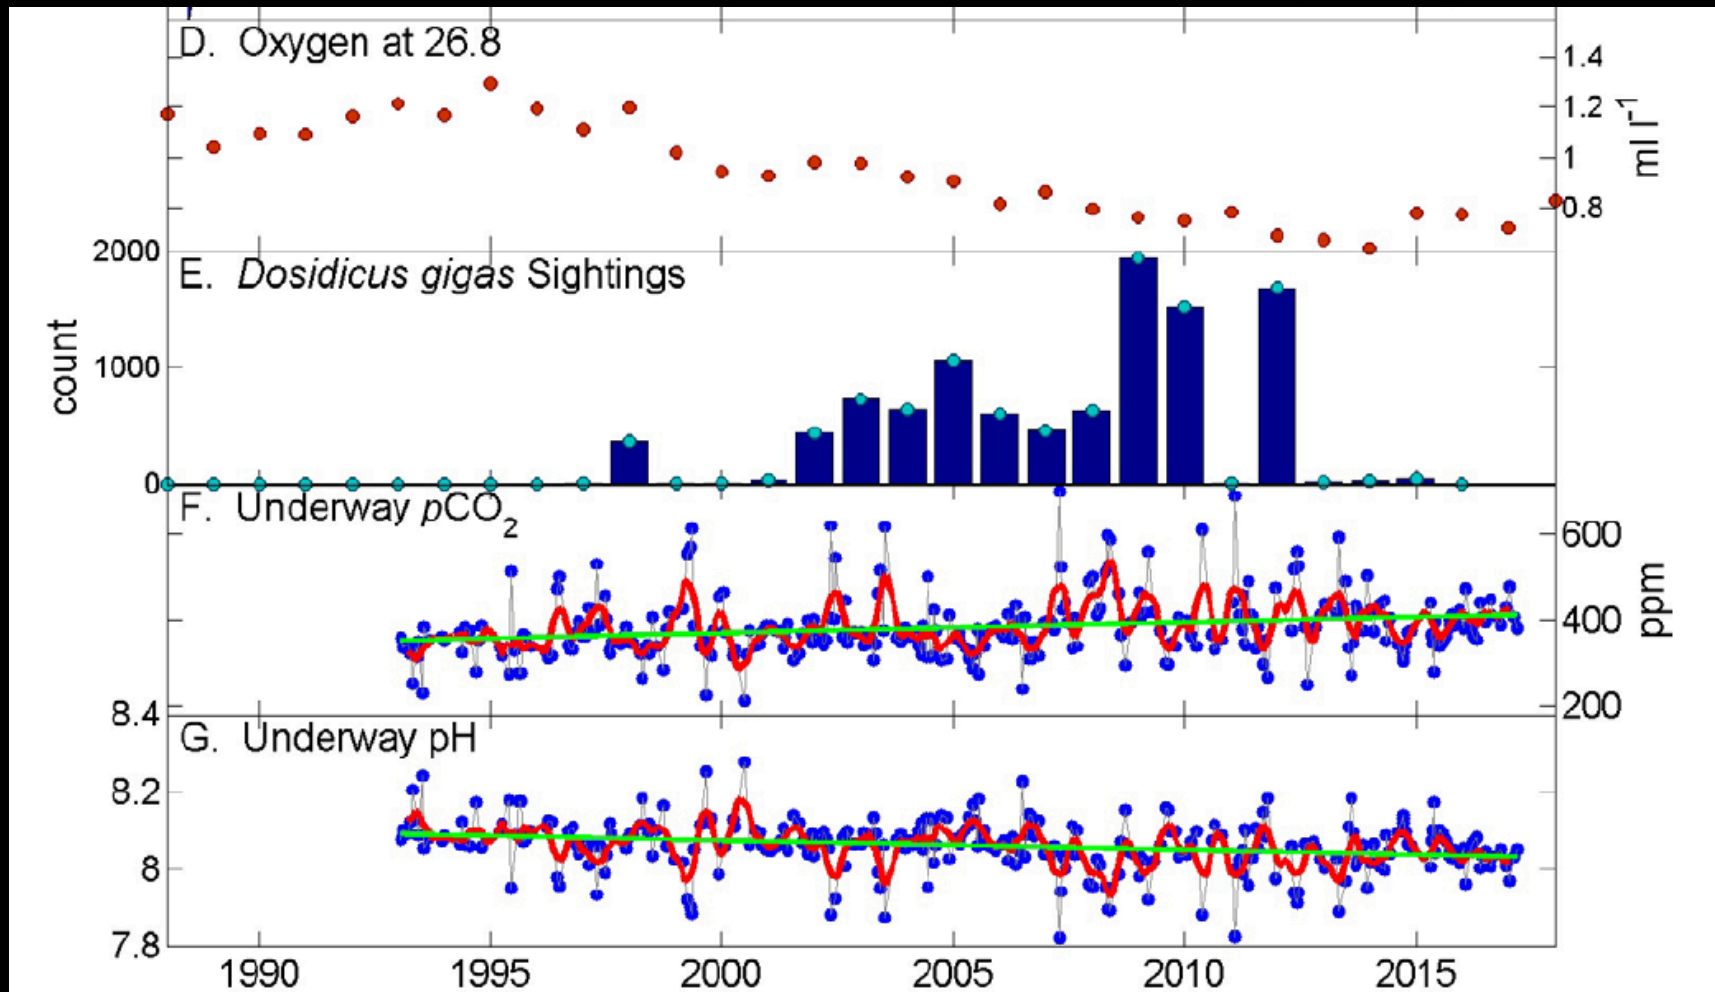 D. Oxygen at 26.8
1.4
1.2
1
0.8
ml l⁻¹
E. Dosidicus gigas Sightings
2000
1000
0
count
F. Underway pCO₂
600
400
200
ppm
G. Underway pH
8.4
8.2
8
7.8
1990 1995 2000 2005 2010 2015